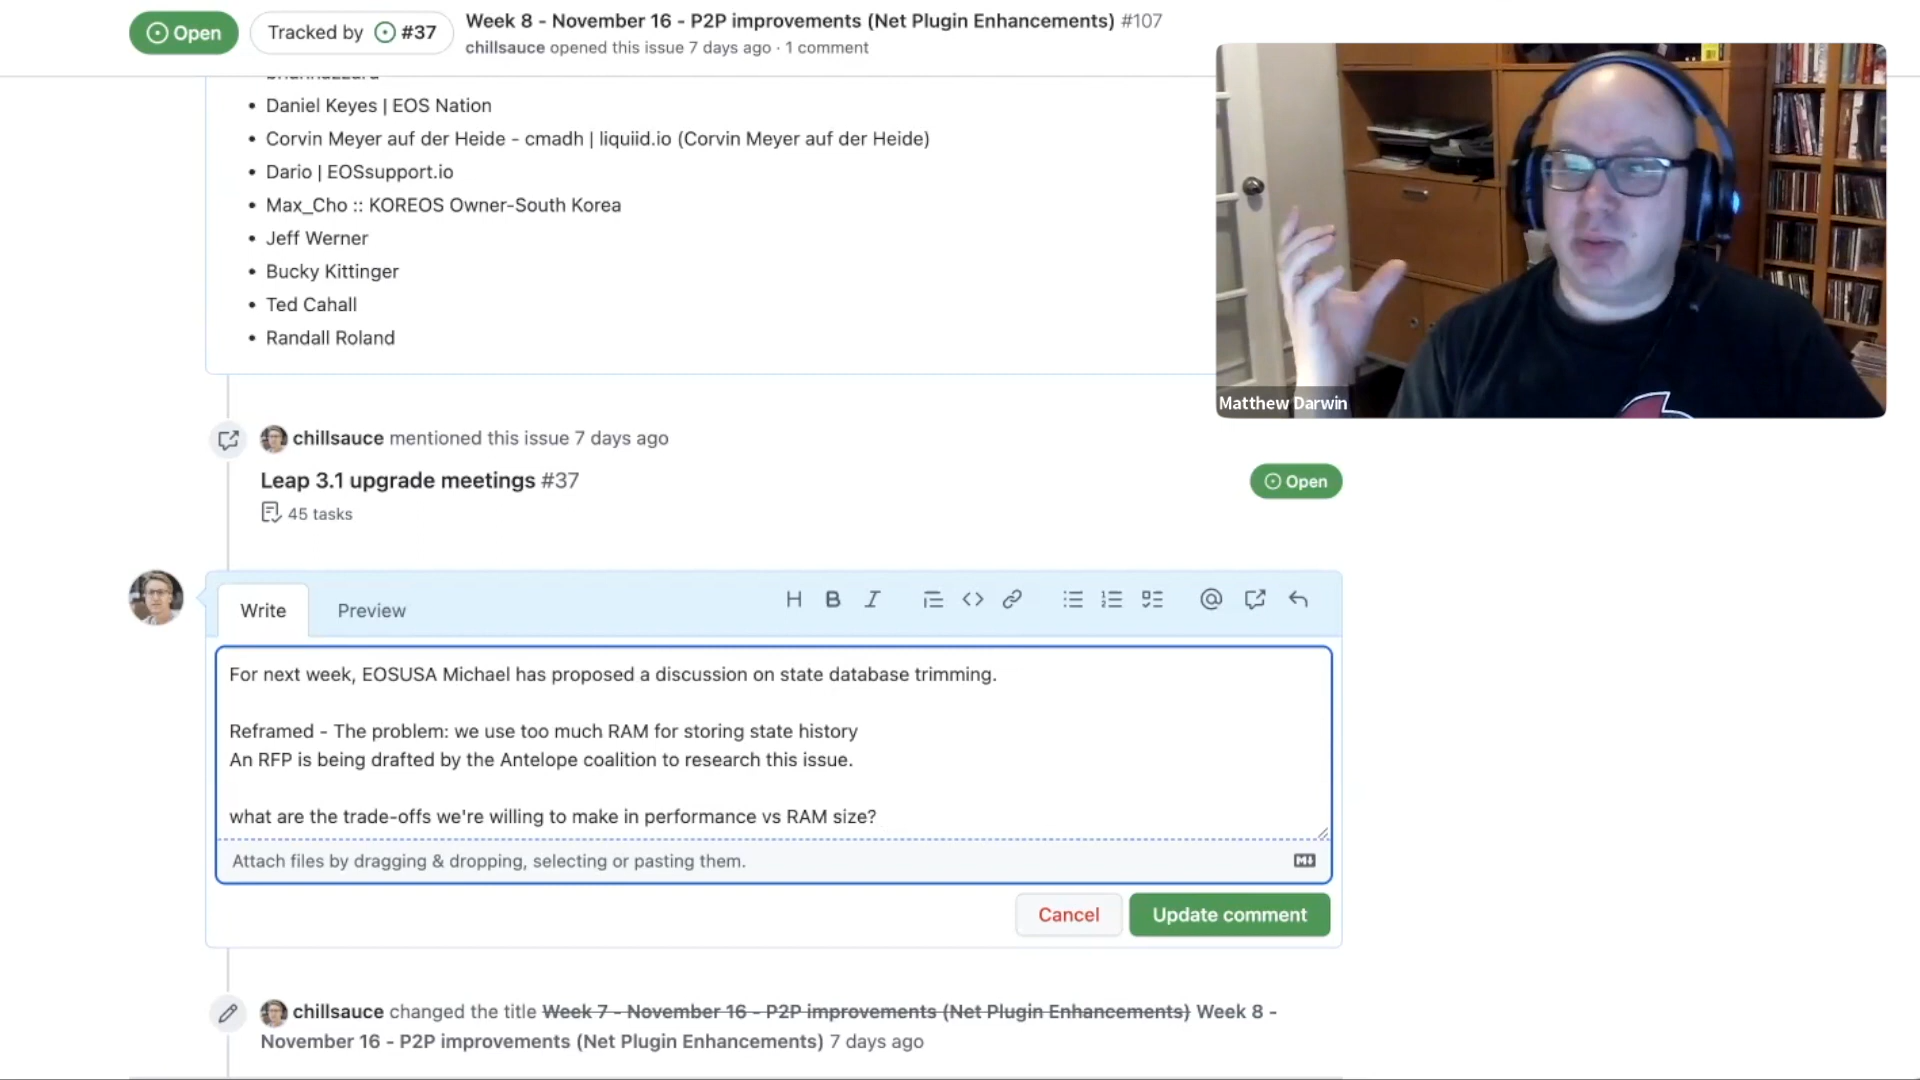 Open
Tracked by #37
Week 8 - November 16 - P2P improvements (Net Plugin Enhancements) #107
chillsauce opened this issue 7 days ago · 1 comment
Daniel Keyes | EOS Nation
Corvin Meyer auf der Heide - cmadh | liquiid.io (Corvin Meyer auf der Heide)
Dario | EOSsupport.io
Max_Cho :: KOREOS Owner-South Korea
Jeff Werner
Bucky Kittinger
Ted Cahall
Randall Roland
Matthew Darwin
chillsauce mentioned this issue 7 days ago
Leap 3.1 upgrade meetings #37
Open
45 tasks
Write
Preview
For next week, EOSUSA Michael has proposed a discussion on state database trimming.
Reframed - The problem: we use too much RAM for storing state history
An RFP is being drafted by the Antelope coalition to research this issue.
what are the trade-offs we're willing to make in performance vs RAM size?
Attach files by dragging & dropping, selecting or pasting them.
Cancel
Update comment
chillsauce changed the title Week 7 - November 16 - P2P improvements (Net Plugin Enhancements) Week 8 -
November 16 - P2P improvements (Net Plugin Enhancements) 7 days ago